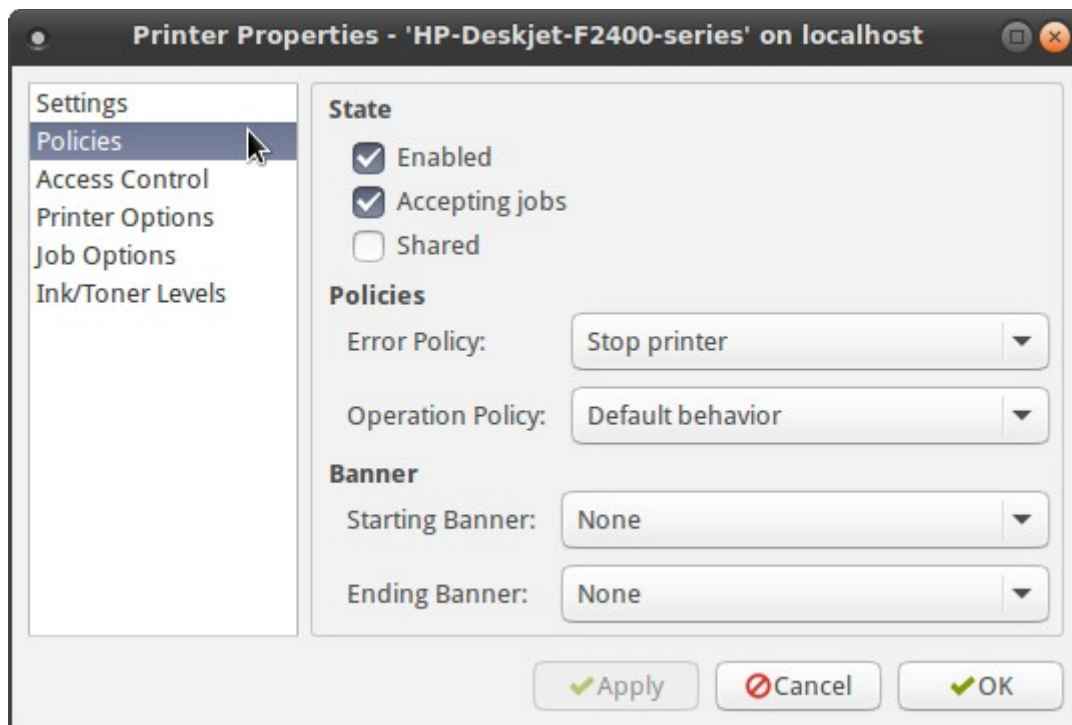 Printer Properties - 'HP-Deskjet-F2400-series' on localhost
Settings
Policies
Access Control
Printer Options
Job Options
Ink/Toner Levels
State
Enabled
Accepting jobs
Shared
Policies
Error Policy: Stop printer
Operation Policy: Default behavior
Banner
Starting Banner: None
Ending Banner: None
Apply Cancel OK